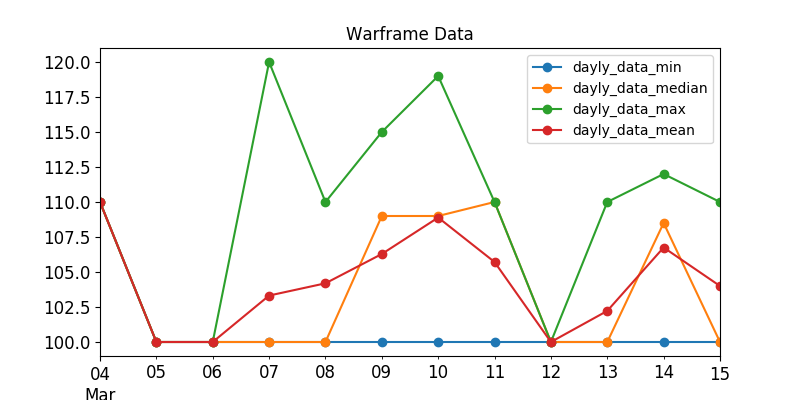 Warframe Data
120.0
117.5
115.0
112.5
110.0
107.5
105.0
102.5
100.0
dayly_data_min
dayly_data_median
dayly_data_max
dayly_data_mean
04 05 06 07 08 09 10 11 12 13 14 15
Mar